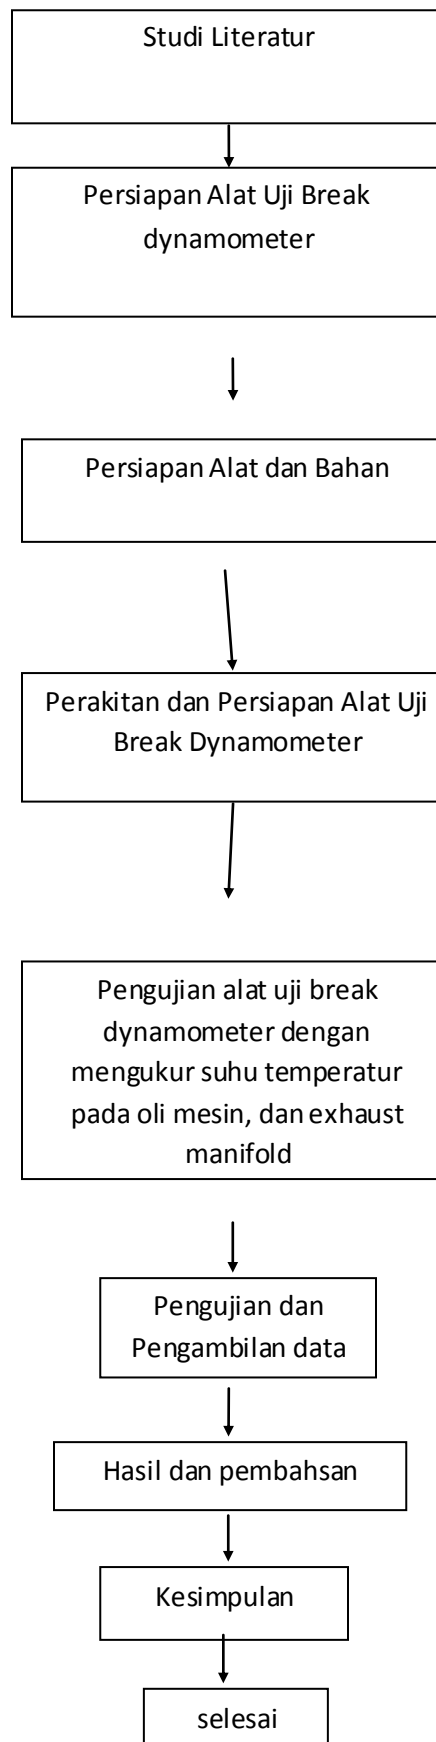 Studi Literatur
Persiapan Alat Uji Break
dynamometer
Persiapan Alat dan Bahan
Perakitan dan Persiapan Alat Uji
Break Dynamometer
Pengujian alat uji break
dynamometer dengan
mengukur suhu temperatur
pada oli mesin, dan exhaust
manifold
Pengujian dan
Pengambilan data
Hasil dan pembahsan
Kesimpulan
selesai